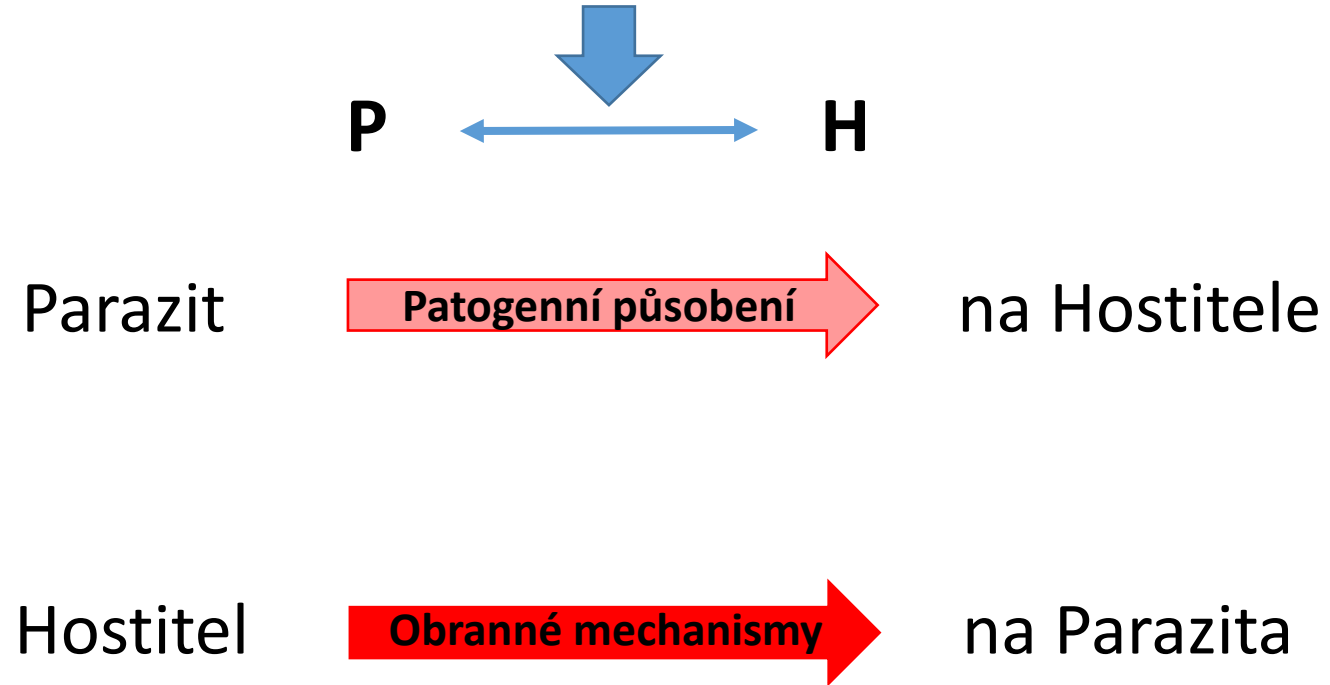 P H
Parazit Patogenní působení na Hostitele
Hostitel Obranné mechanismy na Parazita